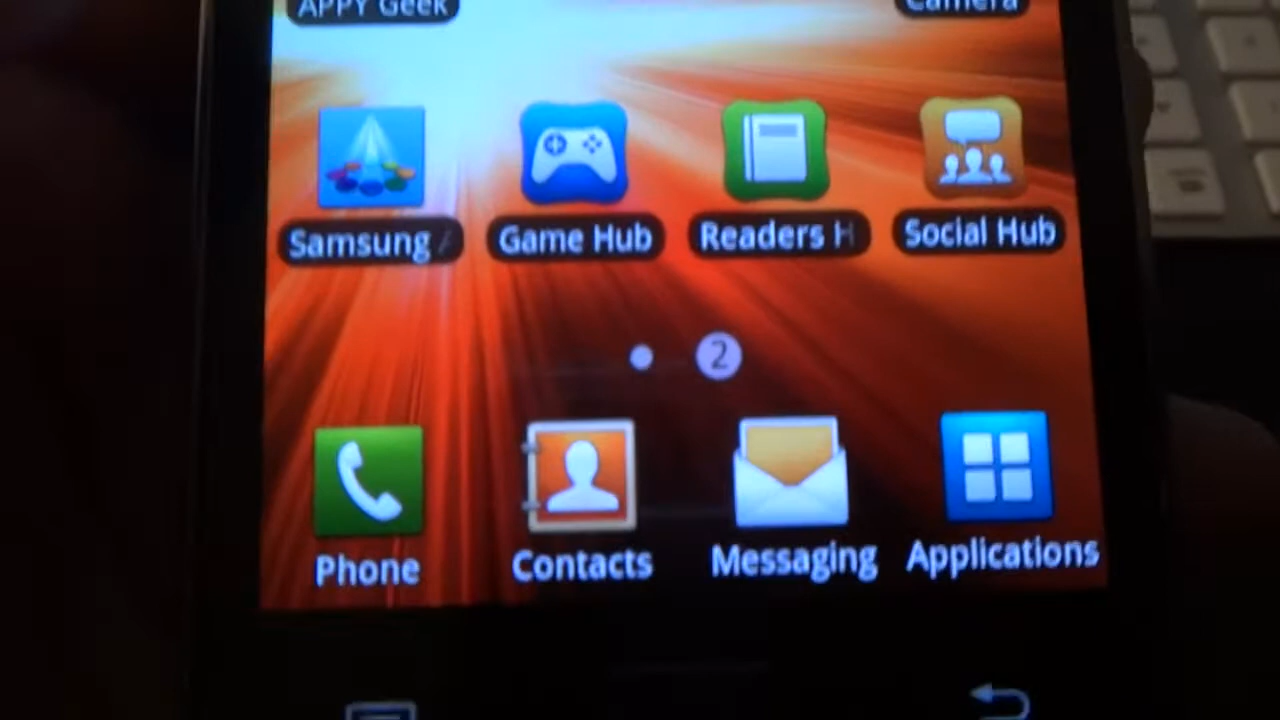 APPY Geek
Camera
Samsung
Game Hub
Readers H
Social Hub
2
Phone
Contacts
Messaging
Applications